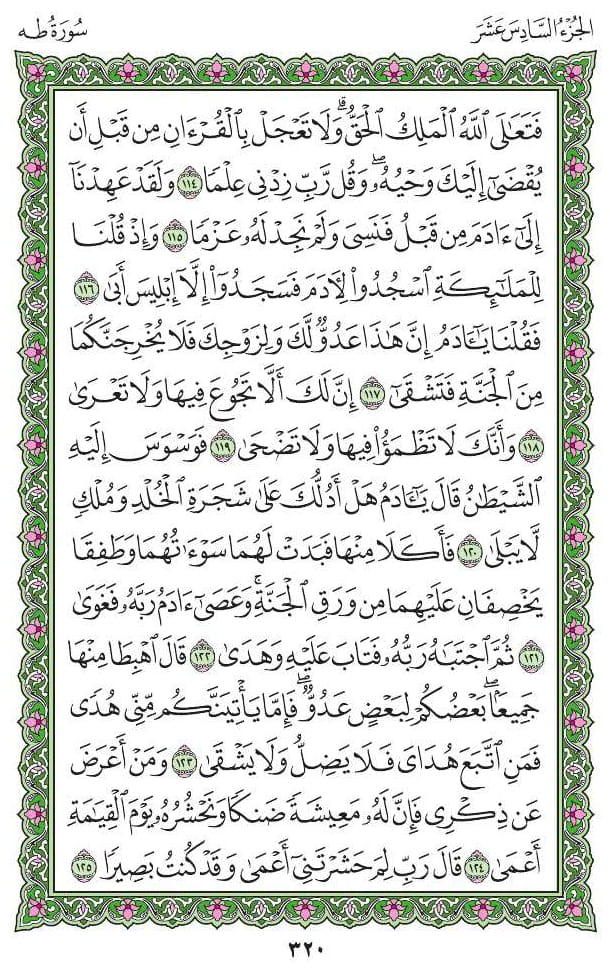 الجزء السادس عشر
سورة طه
فَتَعَٰلَى ٱللَّهُ ٱلْمَلِكُ ٱلْحَقُّۗ وَلَا تَعْجَلْ بِٱلْقُرْءَانِ مِن قَبْلِ أَن
يُقْضَىٰٓ إِلَيْكَ وَحْيُهُۥۖ وَقُل رَّبِّ زِدْنِى عِلْمًا ١١٤ وَلَقَدْ عَهِدْنَآ
إِلَىٰٓ ءَادَمَ مِن قَبْلُ فَنَسِىَ وَلَمْ نَجِدْ لَهُۥ عَزْمًا ١١٥ وَإِذْ قُلْنَا
لِلْمَلَٰٓئِكَةِ ٱسْجُدُوا۟ لِءَادَمَ فَسَجَدُوٓا۟ إِلَّآ إِبْلِيسَ أَبَىٰ ١١٦
فَقُلْنَا يَٰٓـَٔادَمُ إِنَّ هَٰذَا عَدُوٌّ لَّكَ وَلِزَوْجِكَ فَلَا يُخْرِجَنَّكُمَا
مِنَ ٱلْجَنَّةِ فَتَشْقَىٰٓ ١١٧ إِنَّ لَكَ أَلَّا تَجُوعَ فِيهَا وَلَا تَعْرَىٰ
١١٨ وَأَنَّكَ لَا تَظْمَؤُا۟ فِيهَا وَلَا تَضْحَىٰ ١١٩ فَوَسْوَسَ إِلَيْهِ
ٱلشَّيْطَٰنُ قَالَ يَٰٓـَٔادَمُ هَلْ أَدُلُّكَ عَلَىٰ شَجَرَةِ ٱلْخُلْدِ وَمُلْكٍ
لَّا يَبْلَىٰ ١٢٠ فَأَكَلَا مِنْهَا فَبَدَتْ لَهُمَا سَوْءَٰتُهُمَا وَطَفِقَا
يَخْصِفَانِ عَلَيْهِمَا مِن وَرَقِ ٱلْجَنَّةِۚ وَعَصَىٰٓ ءَادَمُ رَبَّهُۥ فَغَوَىٰ
١٢١ ثُمَّ ٱجْتَبَٰهُ رَبُّهُۥ فَتَابَ عَلَيْهِ وَهَدَىٰ ١٢٢ قَالَ ٱهْبِطَا مِنْهَا
جَمِيعًۢاۖ بَعْضُكُمْ لِبَعْضٍ عَدُوٌّۖ فَإِمَّا يَأْتِيَنَّكُم مِّنِّى هُدًى
فَمَنِ ٱتَّبَعَ هُدَاىَ فَلَا يَضِلُّ وَلَا يَشْقَىٰ ١٢٣ وَمَنْ أَعْرَضَ
عَن ذِكْرِى فَإِنَّ لَهُۥ مَعِيشَةً ضَنكًا وَنَحْشُرُهُۥ يَوْمَ ٱلْقِيَٰمَةِ
أَعْمَىٰ ١٢٤ قَالَ رَبِّ لِمَ حَشَرْتَنِىٓ أَعْمَىٰ وَقَدْ كُنتُ بَصِيرًا ١٢٥
٣٢٠